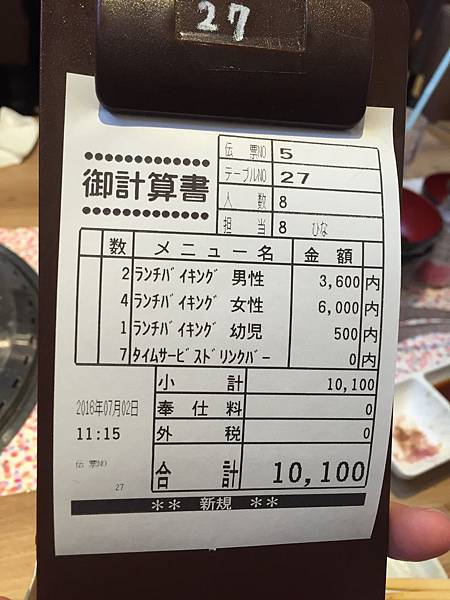 27
伝票NO 5
テーブルNO 27
御計算書
人数 8
担当 8 ひな
数 メニュー名 金額
2 ランチバイキング 男性 3,600 内
4 ランチバイキング 女性 6,000 内
1 ランチバイキング 幼児 500 内
7 タイムサービスドリンクバー 0 内
小計 10,100
2016年07月02日 奉仕料 0
11:15 外税 0
伝票NO
27
合計 10,100
** 新規 **